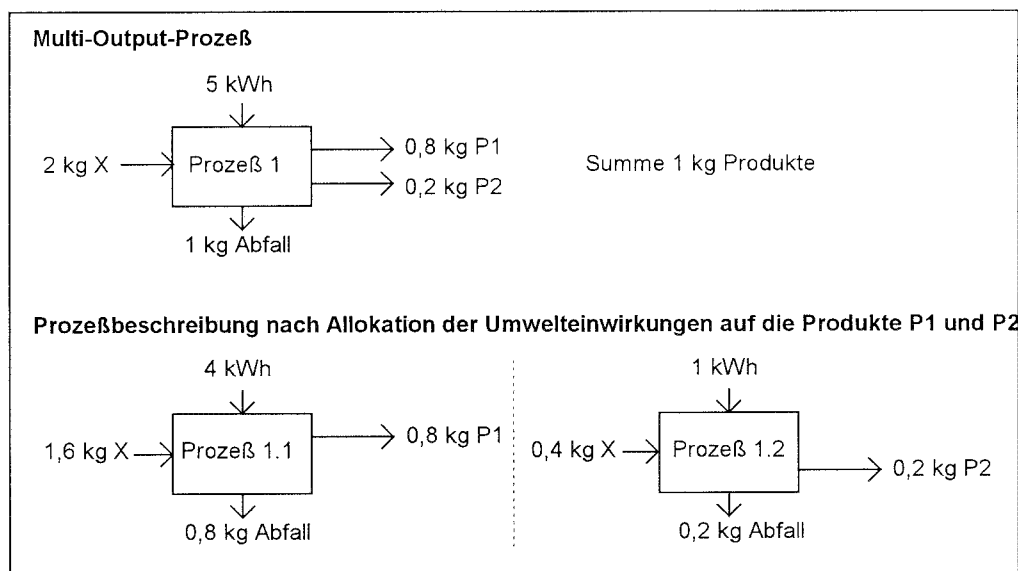 Multi-Output-Prozeß
5 kWh
2 kg X
Prozeß 1
0,8 kg P1
0,2 kg P2
Summe 1 kg Produkte
1 kg Abfall
Prozeßbeschreibung nach Allokation der Umwelteinwirkungen auf die Produkte P1 und P2
4 kWh
1,6 kg X
Prozeß 1.1
0,8 kg P1
0,8 kg Abfall
1 kWh
0,4 kg X
Prozeß 1.2
0,2 kg P2
0,2 kg Abfall